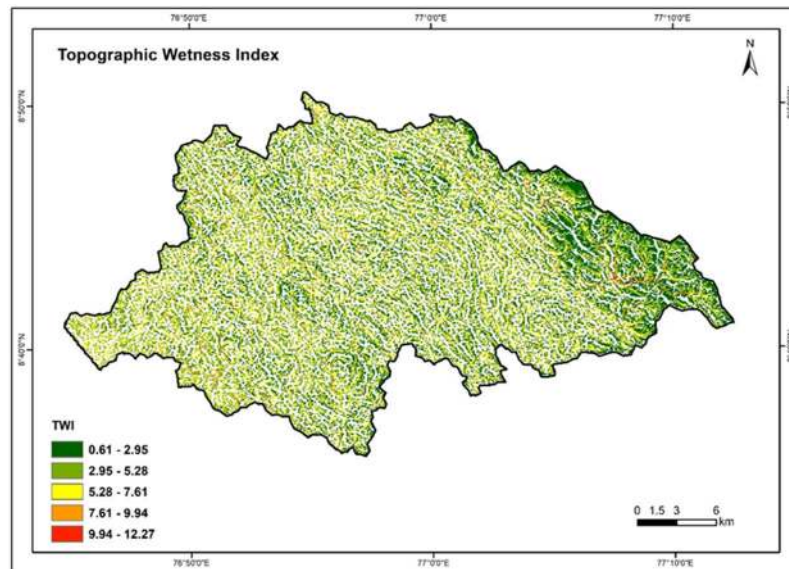 76°50'0"E 77°0'0"E 77°10'0"E
Topographic Wetness Index
N
8°50'0"N
8°40'0"N
TWI
0.61 - 2.95
2.95 - 5.28
5.28 - 7.61
7.61 - 9.94
9.94 - 12.27
0 1.5 3 6
km
76°50'0"E 77°0'0"E 77°10'0"E